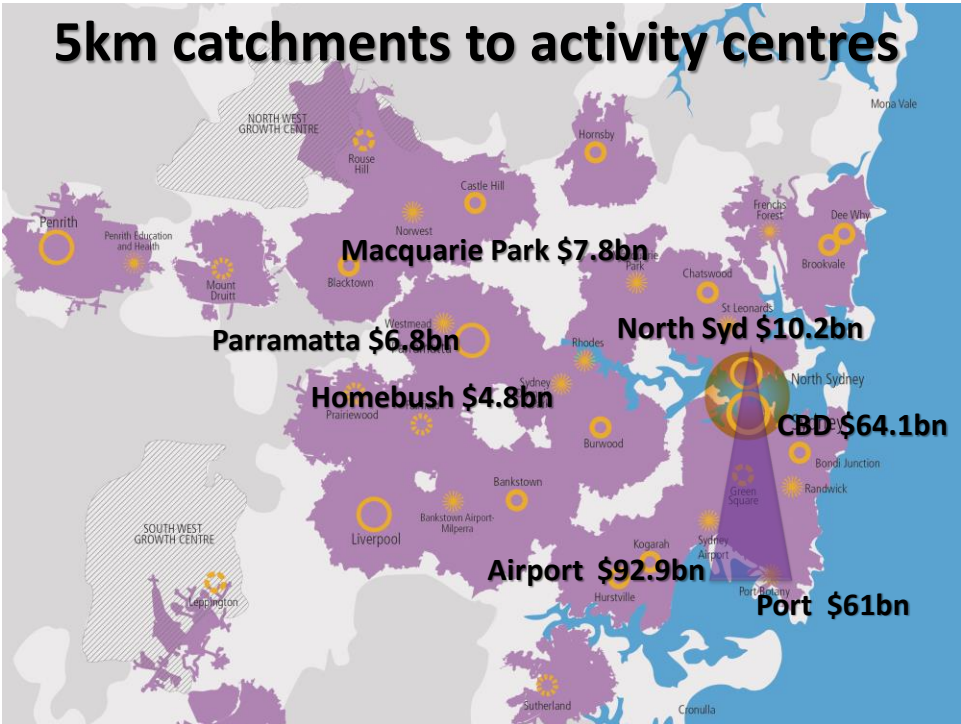 5km catchments to activity centres
Mona Vale
NORTH WEST
GROWTH CENTRE
Hornsby
Rouse
Hill
Castle Hill
Frenchs
Forest
Dee Why
Penrith
Penrith Education
and Health
Norwest
Macquarie Park $7.8bn
Park
Brookvale
Chatswood
Blacktown
Mount
Druitt
St Leonards
Westmead
North Syd $10.2bn
Parramatta $6.8bn
Rhodes
North Sydney
Sydney
Homebush $4.8bn
Prairiewood
CBD $64.1bn
Burwood
Bondi Junction
Bankstown
Green
Square
Randwick
Bankstown Airport-
Milperra
SOUTH WEST
GROWTH CENTRE
Liverpool
Kogarah
Sydney
Airport
Airport $92.9bn
Port Botany
Hurstville
Leppington
Port $61bn
Sutherland
Cronulla